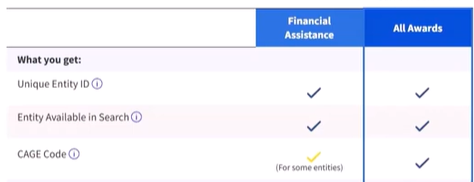 Financial
Assistance
All Awards
What you get:
Unique Entity ID
Entity Available in Search
CAGE Code
(For some entities)